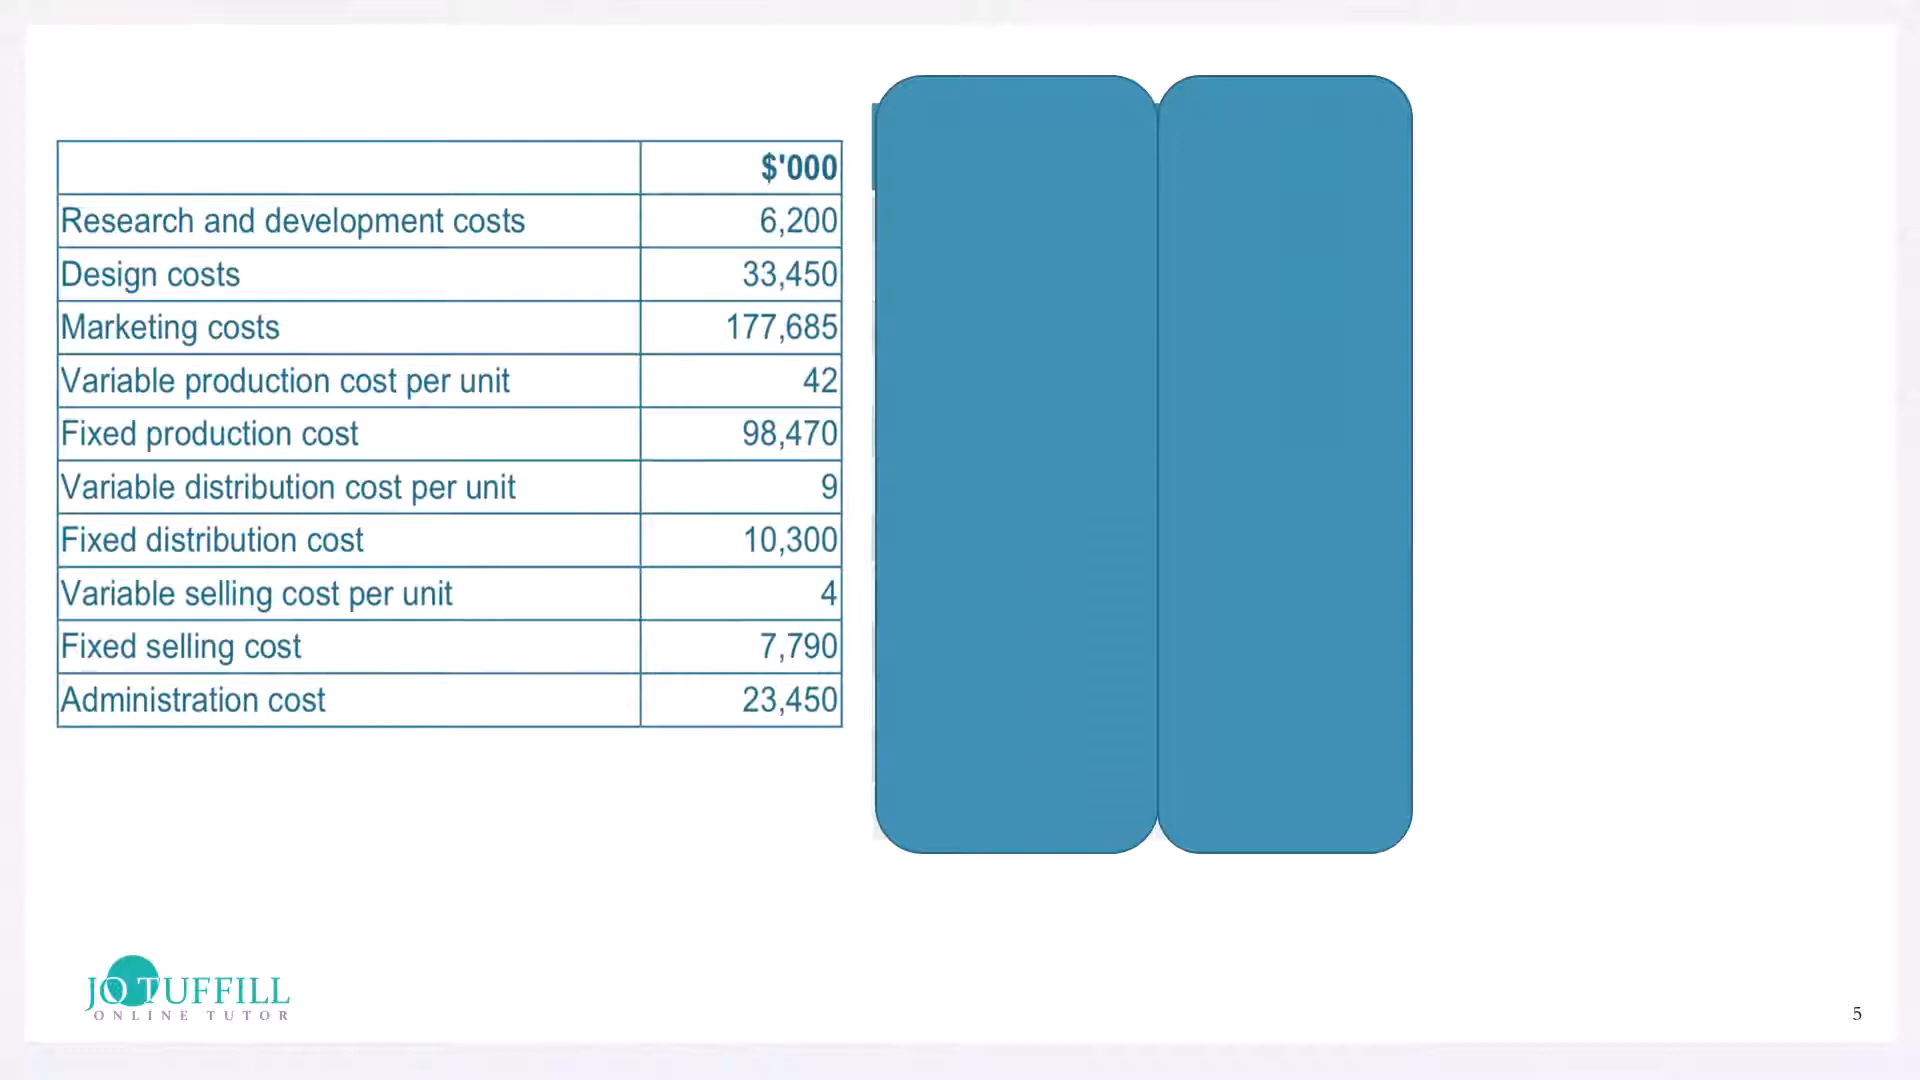 $'000
Research and development costs 6,200
Design costs 33,450
Marketing costs 177,685
Variable production cost per unit 42
Fixed production cost 98,470
Variable distribution cost per unit 9
Fixed distribution cost 10,300
Variable selling cost per unit 4
Fixed selling cost 7,790
Administration cost 23,450
JO TUFFILL
ONLINE TUTOR
5